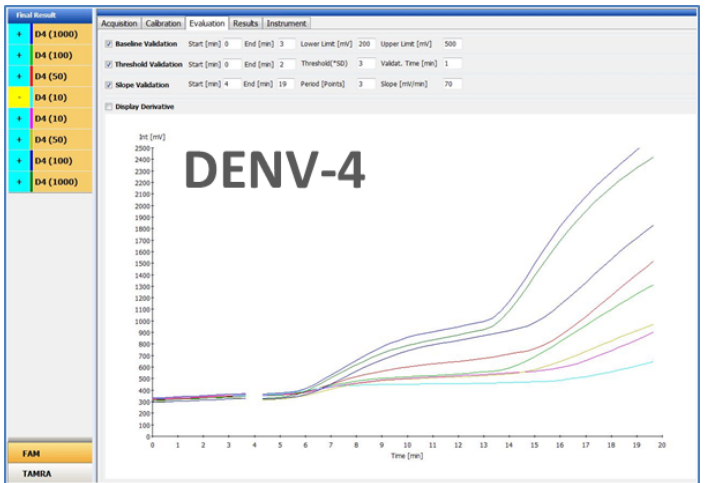 Final Result
+ D4 (1000)
+ D4 (100)
+ D4 (50)
- D4 (10)
+ D4 (10)
+ D4 (50)
+ D4 (100)
+ D4 (1000)
FAM
TAMRA
Acquisition Calibration Evaluation Results Instrument
Baseline Validation Start [min] 0 End [min] 3 Lower Limit [mV] 200 Upper Limit [mV] 500
Threshold Validation Start [min] 0 End [min] 2 Threshold(*SD) 3 Validat. Time [min] 1
Slope Validation Start [min] 4 End [min] 19 Period [Points] 3 Slope [mV/min] 70
Display Derivative
Int [mV]
DENV-4
2500
2400
2300
2200
2100
2000
1900
1800
1700
1600
1500
1400
1300
1200
1100
1000
900
800
700
600
500
400
300
200
100
0
0 1 2 3 4 5 6 7 8 9 10 11 12 13 14 15 16 17 18 19 20
Time [min]